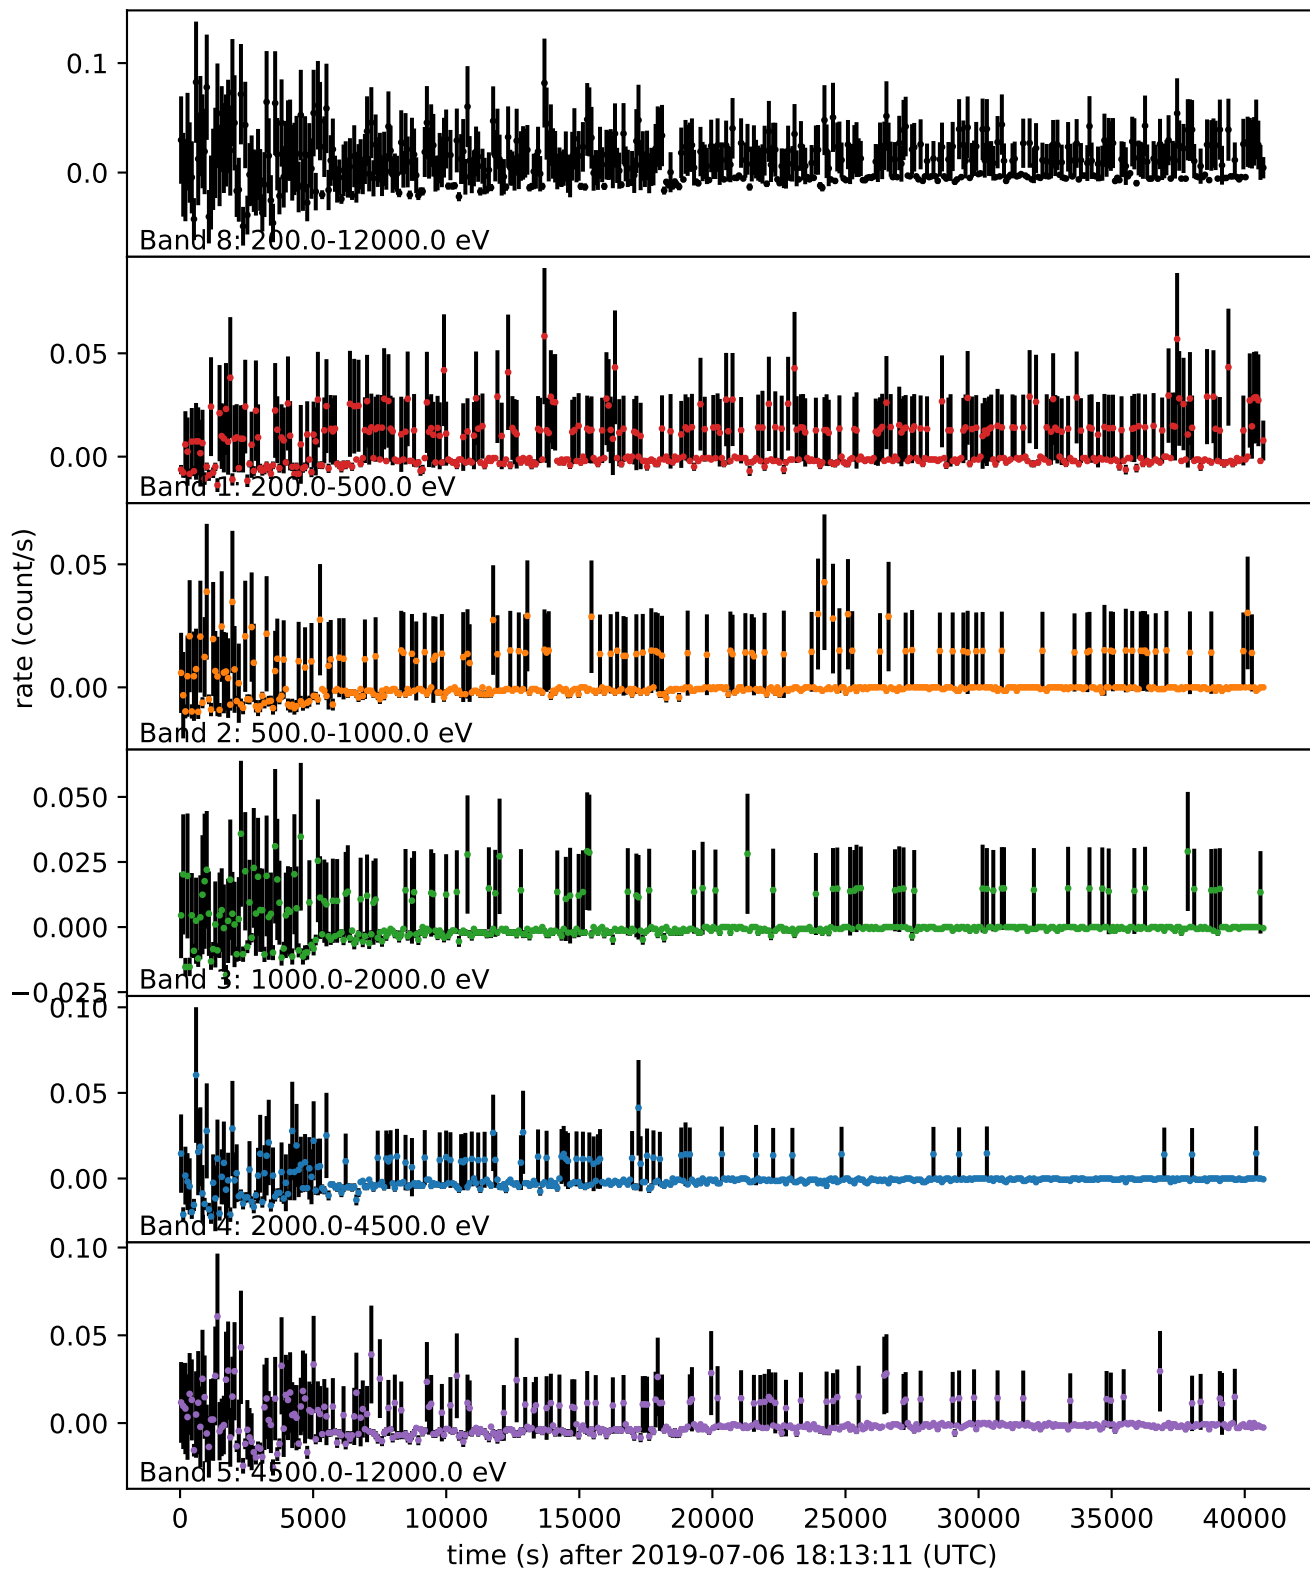 0.1
0.0
Band 8: 200.0-12000.0 eV
0.05
0.00
Band 1: 200.0-500.0 eV
rate (count/s)
0.05
0.00
Band 2: 500.0-1000.0 eV
0.050
0.025
0.000
−0.025
Band 3: 1000.0-2000.0 eV
0.10
0.05
0.00
Band 4: 2000.0-4500.0 eV
0.10
0.05
0.00
Band 5: 4500.0-12000.0 eV
0 5000 10000 15000 20000 25000 30000 35000 40000
time (s) after 2019-07-06 18:13:11 (UTC)